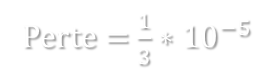 Perte = 1/3 * 10^-5